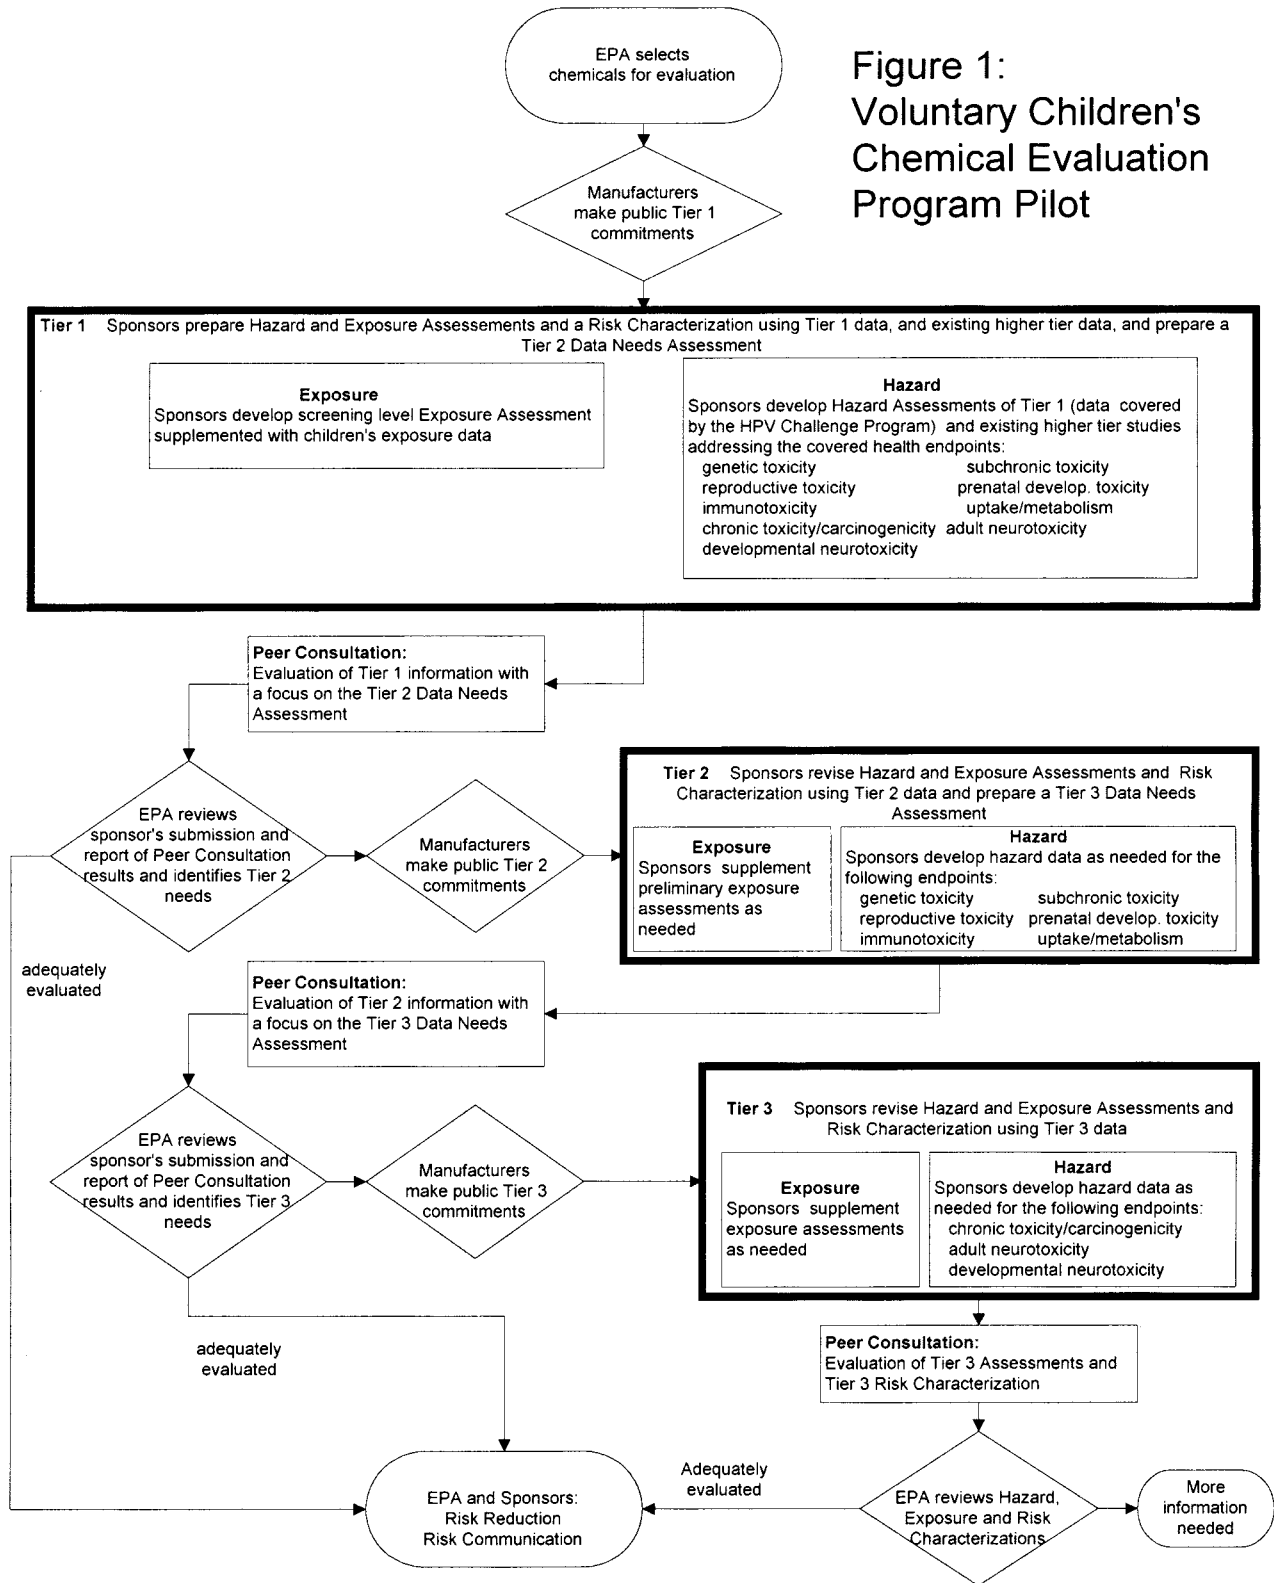 EPA selects
chemicals for evaluation
Figure 1:
Voluntary Children's
Chemical Evaluation
Program Pilot
Manufacturers
make public Tier 1
commitments
Tier 1 Sponsors prepare Hazard and Exposure Assessements and a Risk Characterization using Tier 1 data, and existing higher tier data, and prepare a
Tier 2 Data Needs Assessment
Exposure
Sponsors develop screening level Exposure Assessment
supplemented with children's exposure data
Hazard
Sponsors develop Hazard Assessments of Tier 1 (data covered
by the HPV Challenge Program) and existing higher tier studies
addressing the covered health endpoints:
genetic toxicity subchronic toxicity
reproductive toxicity prenatal develop. toxicity
immunotoxicity uptake/metabolism
chronic toxicity/carcinogenicity adult neurotoxicity
developmental neurotoxicity
Peer Consultation:
Evaluation of Tier 1 information with
a focus on the Tier 2 Data Needs
Assessment
EPA reviews
sponsor's submission and
report of Peer Consultation
results and identifies Tier 2
needs
Manufacturers
make public Tier 2
commitments
Tier 2 Sponsors revise Hazard and Exposure Assessments and Risk
Characterization using Tier 2 data and prepare a Tier 3 Data Needs
Assessment
Exposure
Sponsors supplement
preliminary exposure
assessments as
needed
Hazard
Sponsors develop hazard data as needed for the
following endpoints:
genetic toxicity subchronic toxicity
reproductive toxicity prenatal develop. toxicity
immunotoxicity uptake/metabolism
adequately
evaluated
Peer Consultation:
Evaluation of Tier 2 information with
a focus on the Tier 3 Data Needs
Assessment
EPA reviews
sponsor's submission and
report of Peer Consultation
results and identifies Tier 3
needs
Manufacturers
make public Tier 3
commitments
Tier 3 Sponsors revise Hazard and Exposure Assessments and
Risk Characterization using Tier 3 data
Exposure
Sponsors supplement
exposure assessments
as needed
Hazard
Sponsors develop hazard data as
needed for the following endpoints:
chronic toxicity/carcinogenicity
adult neurotoxicity
developmental neurotoxicity
adequately
evaluated
Peer Consultation:
Evaluation of Tier 3 Assessments and
Tier 3 Risk Characterization
EPA and Sponsors:
Risk Reduction
Risk Communication
Adequately
evaluated
EPA reviews Hazard,
Exposure and Risk
Characterizations
More
information
needed